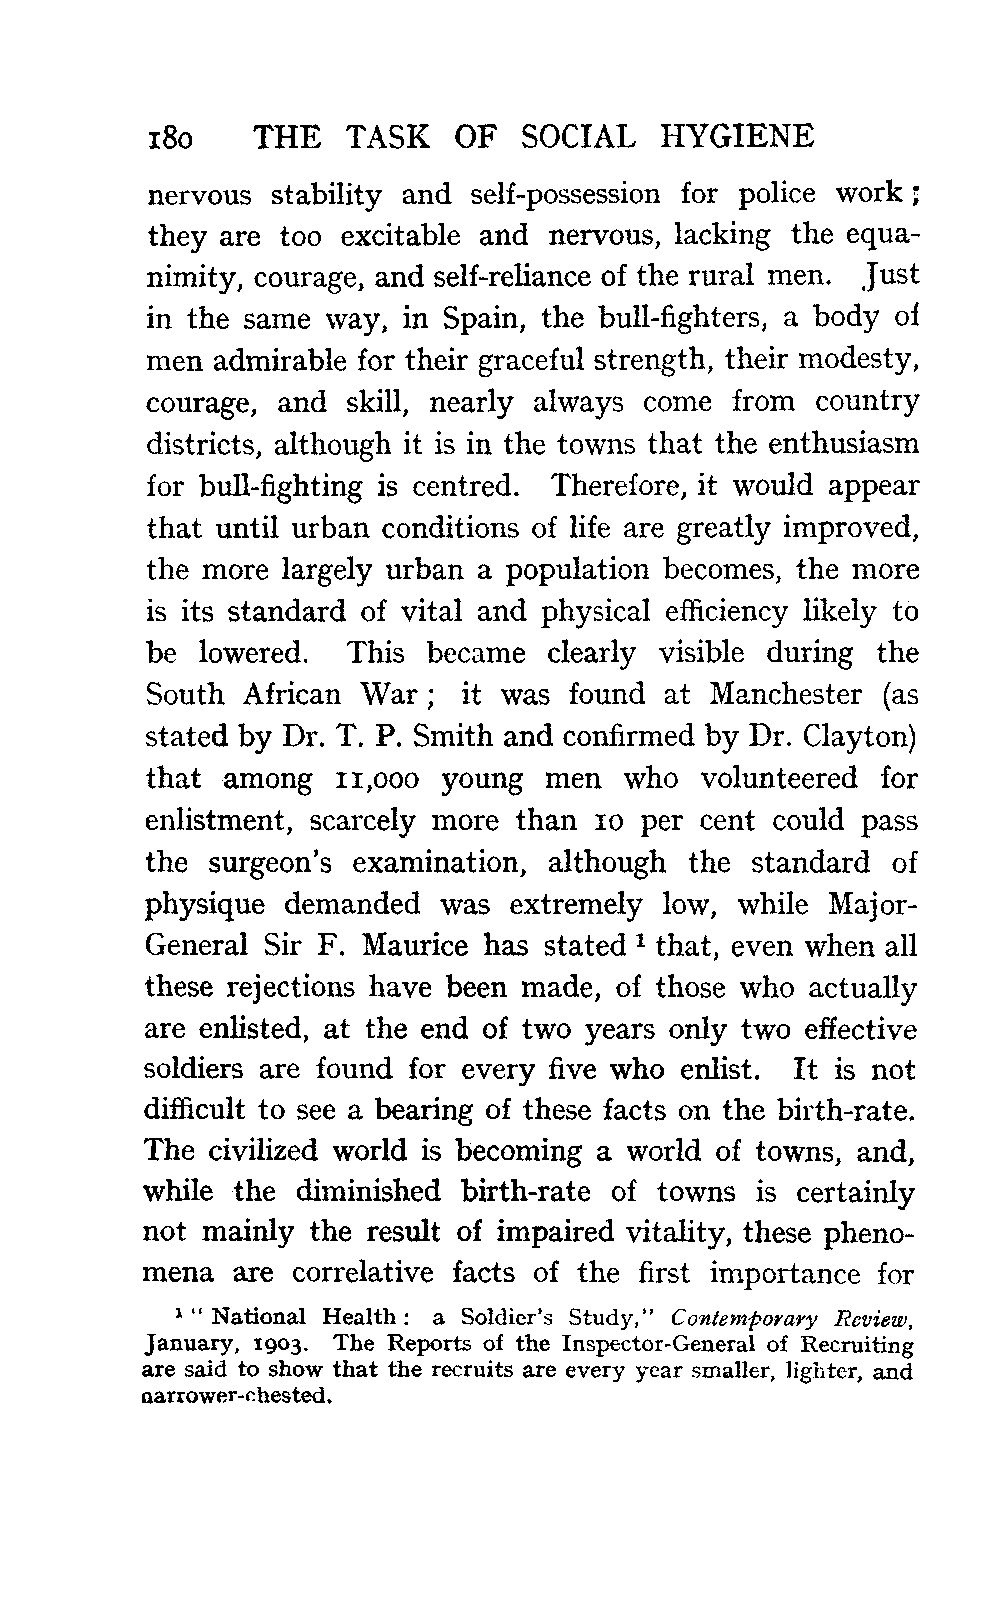 180 THE TASK OF SOCIAL HYGIENE
nervous stability and self-possession for police work ;
they are too excitable and nervous, lacking the equa-
nimity, courage, and self-reliance of the rural men. Just
in the same way, in Spain, the bull-fighters, a body of
men admirable for their graceful strength, their modesty,
courage, and skill, nearly always come from country
districts, although it is in the towns that the enthusiasm
for bull-fighting is centred. Therefore, it would appear
that until urban conditions of life are greatly improved,
the more largely urban a population becomes, the more
is its standard of vital and physical efficiency likely to
be lowered. This became clearly visible during the
South African War ; it was found at Manchester (as
stated by Dr. T. P. Smith and confirmed by Dr. Clayton)
that among 11,000 young men who volunteered for
enlistment, scarcely more than 10 per cent could pass
the surgeon's examination, although the standard of
physique demanded was extremely low, while Major-
General Sir F. Maurice has stated ¹ that, even when all
these rejections have been made, of those who actually
are enlisted, at the end of two years only two effective
soldiers are found for every five who enlist. It is not
difficult to see a bearing of these facts on the birth-rate.
The civilized world is becoming a world of towns, and,
while the diminished birth-rate of towns is certainly
not mainly the result of impaired vitality, these pheno-
mena are correlative facts of the first importance for
¹ " National Health : a Soldier's Study," Contemporary Review,
January, 1903. The Reports of the Inspector-General of Recruiting
are said to show that the recruits are every year smaller, lighter, and
narrower-chested.